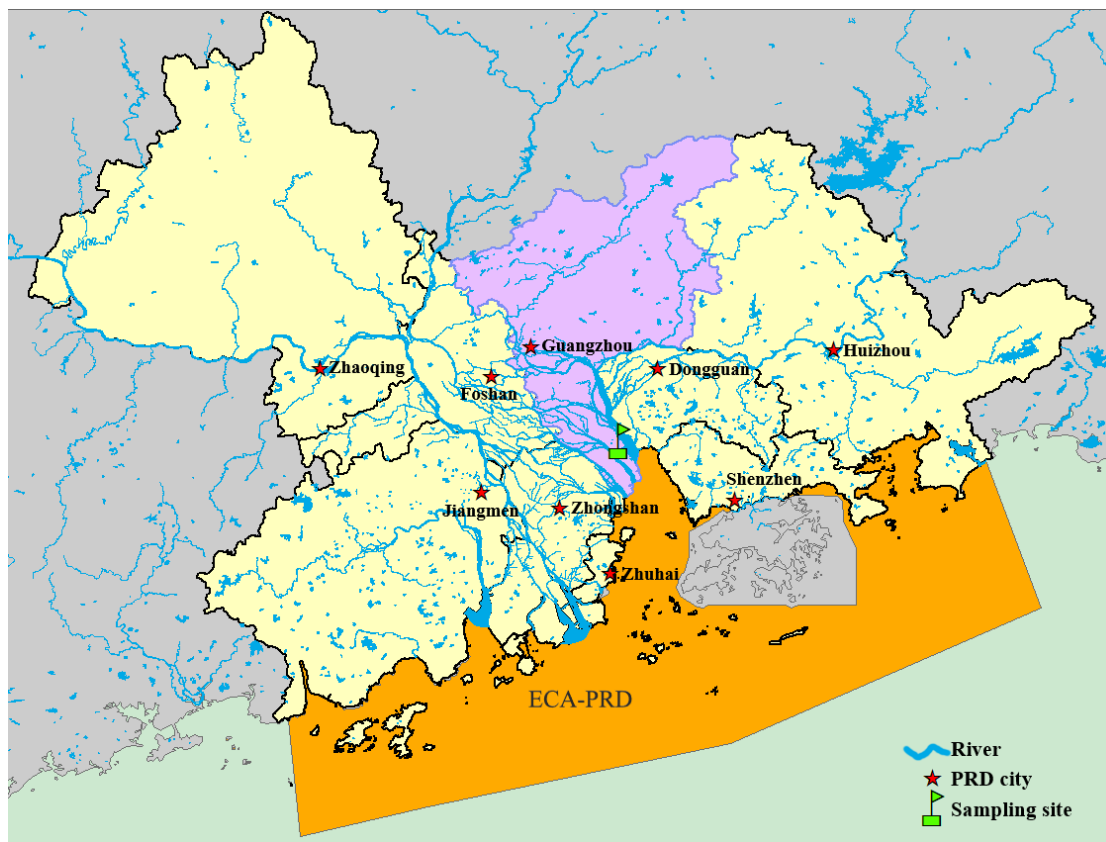 Guangzhou
Huizhou
Zhaoqing
Dongguan
Foshan
Shenzhen
Jiangmen
Zhongshan
Zhuhai
ECA-PRD
River
PRD city
Sampling site